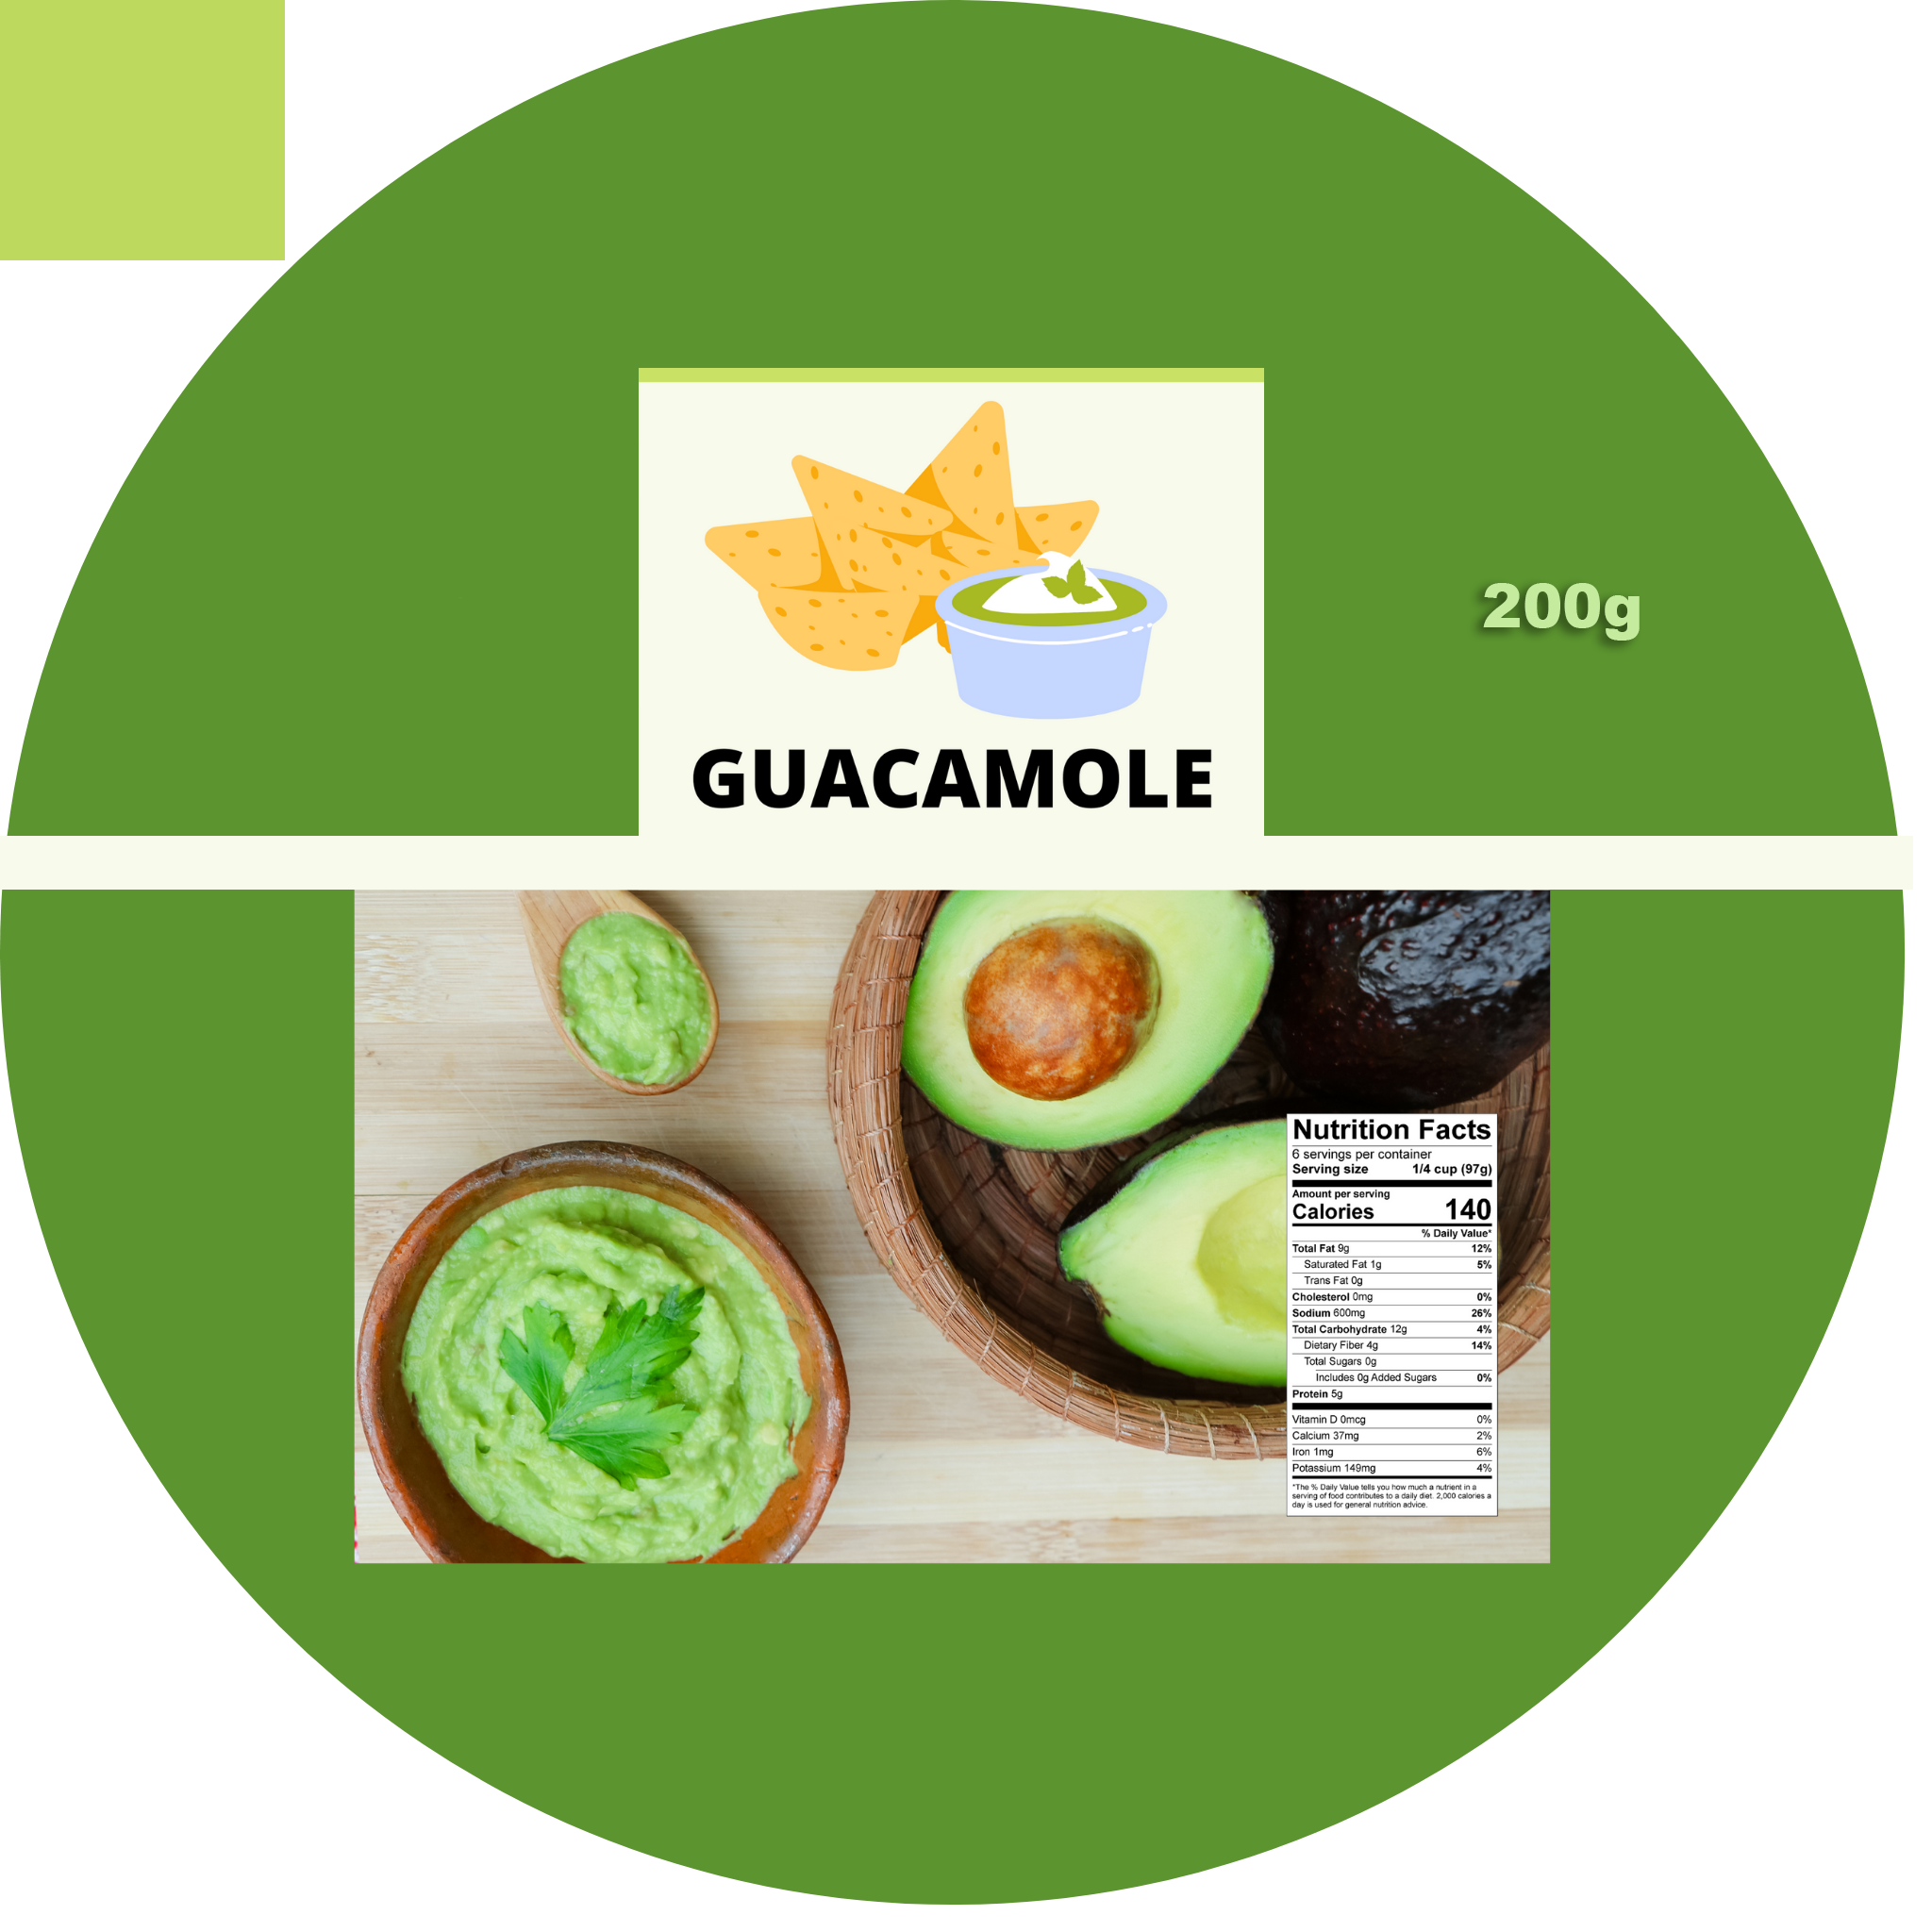 200g
GUACAMOLE
Nutrition Facts
6 servings per container
Serving size 1/4 cup (97g)
Amount per serving
Calories 140
% Daily Value*
Total Fat 9g 12%
Saturated Fat 1g 5%
Trans Fat 0g
Cholesterol 0mg 0%
Sodium 600mg 26%
Total Carbohydrate 12g 4%
Dietary Fiber 4g 14%
Total Sugars 0g
Includes 0g Added Sugars 0%
Protein 5g
Vitamin D 0mcg 0%
Calcium 37mg 2%
Iron 1mg 6%
Potassium 149mg 4%
*The % Daily Value tells you how much a nutrient in a
serving of food contributes to a daily diet. 2,000 calories a
day is used for general nutrition advice.